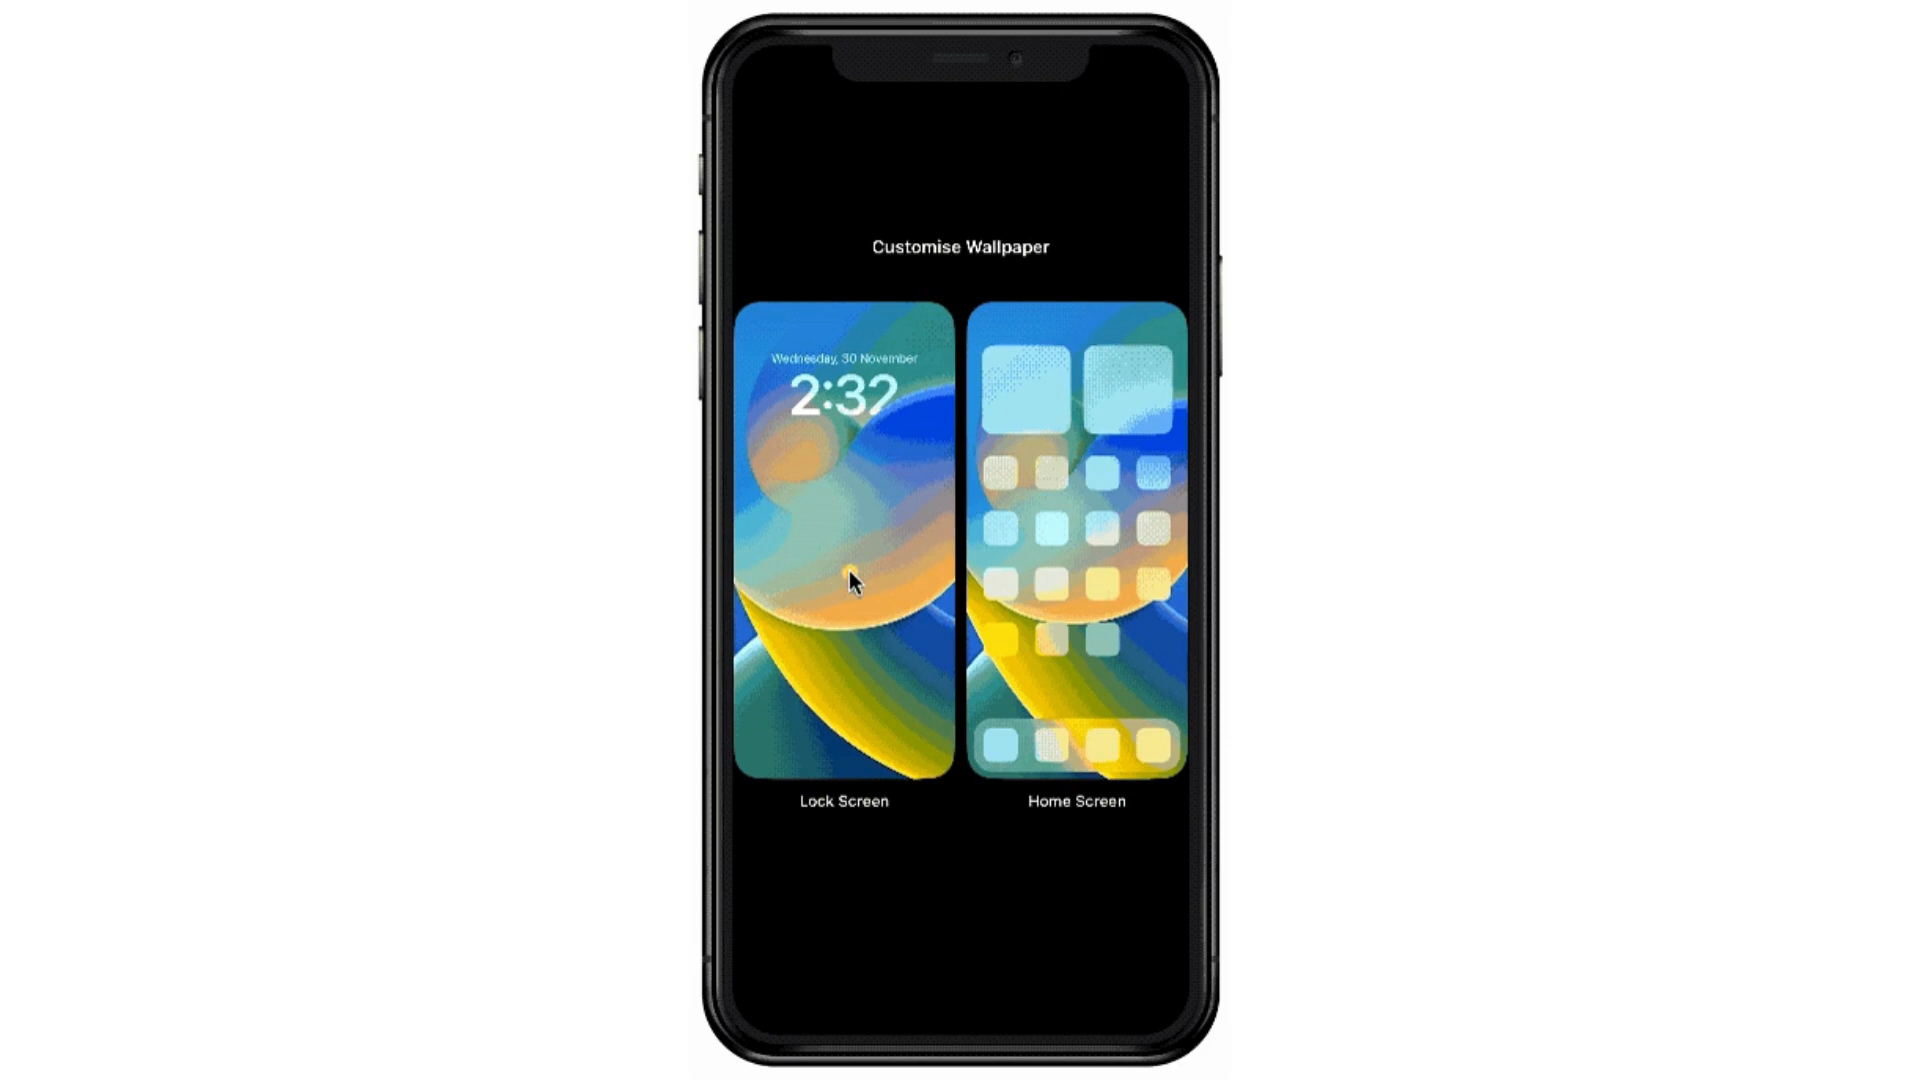 Customise Wallpaper
Wednesday, 30 November
2:32
Lock Screen
Home Screen